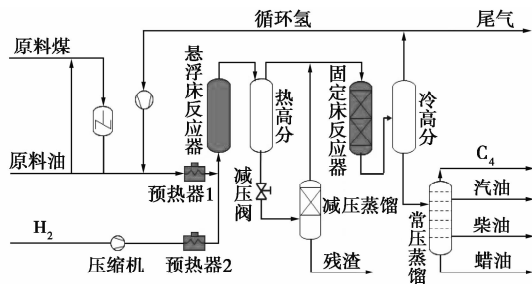 循环氢
尾气
原料煤
悬浮床反应器
热高分
固定床反应器
冷高分
原料油
预热器1
减压阀
减压蒸馏
C₄
汽油
柴油
蜡油
常压蒸馏
H₂
压缩机
预热器2
残渣